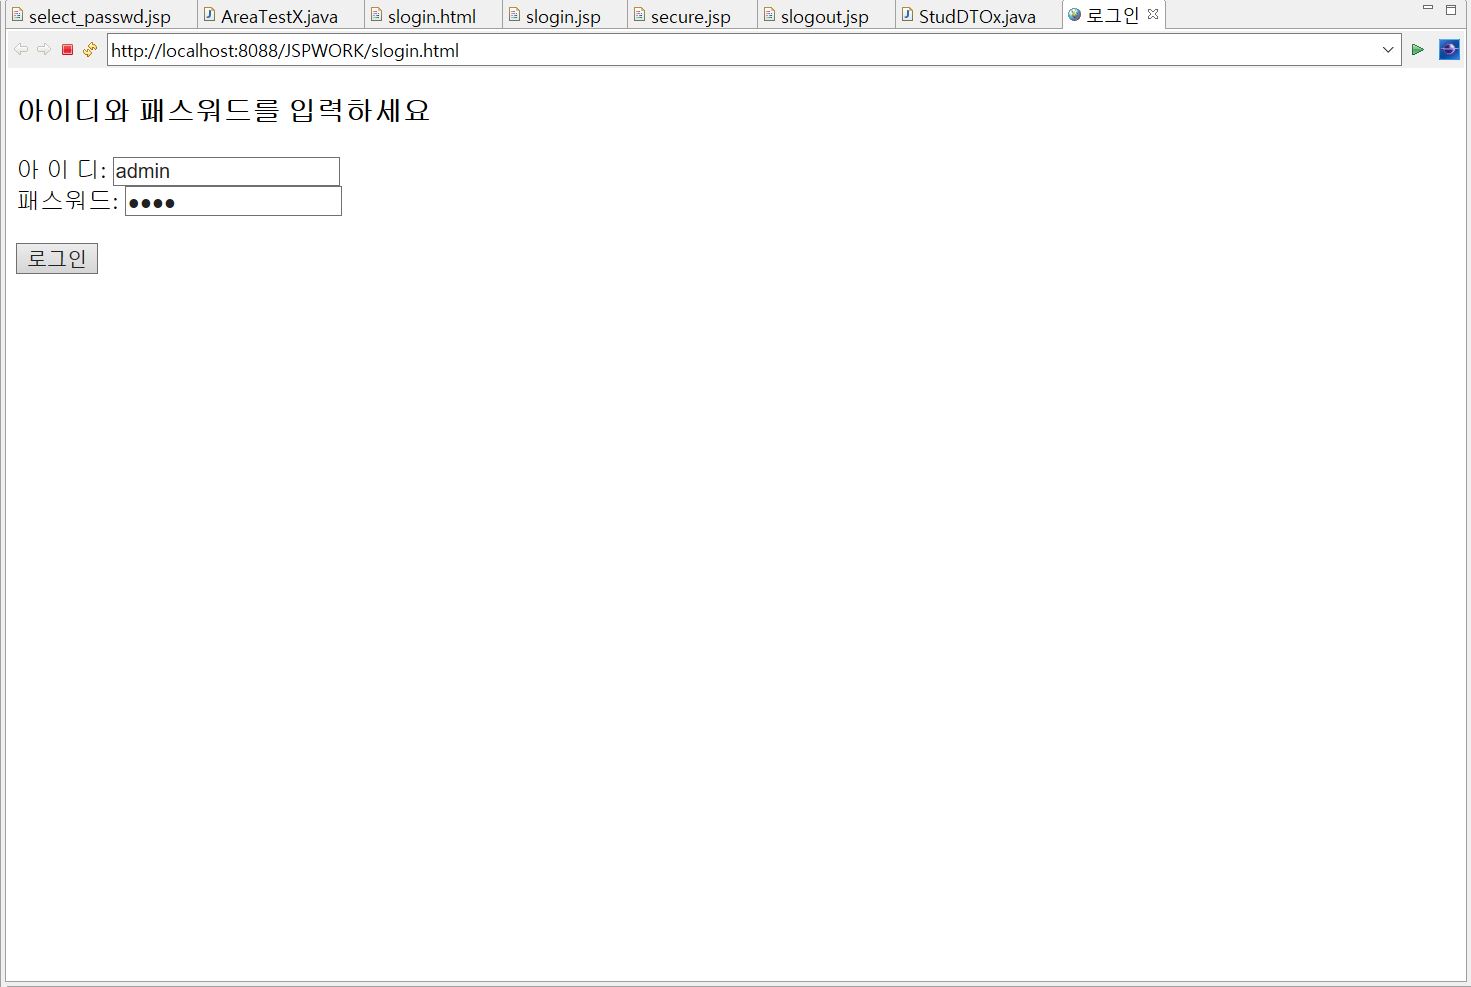 select_passwd.jsp AreaTestX.java slogin.html slogin.jsp secure.jsp slogout.jsp StudDTOx.java 로그인
http://localhost:8088/JSPWORK/slogin.html
아이디와 패스워드를 입력하세요
아 이 디: admin
패스워드: ●●●●
로그인